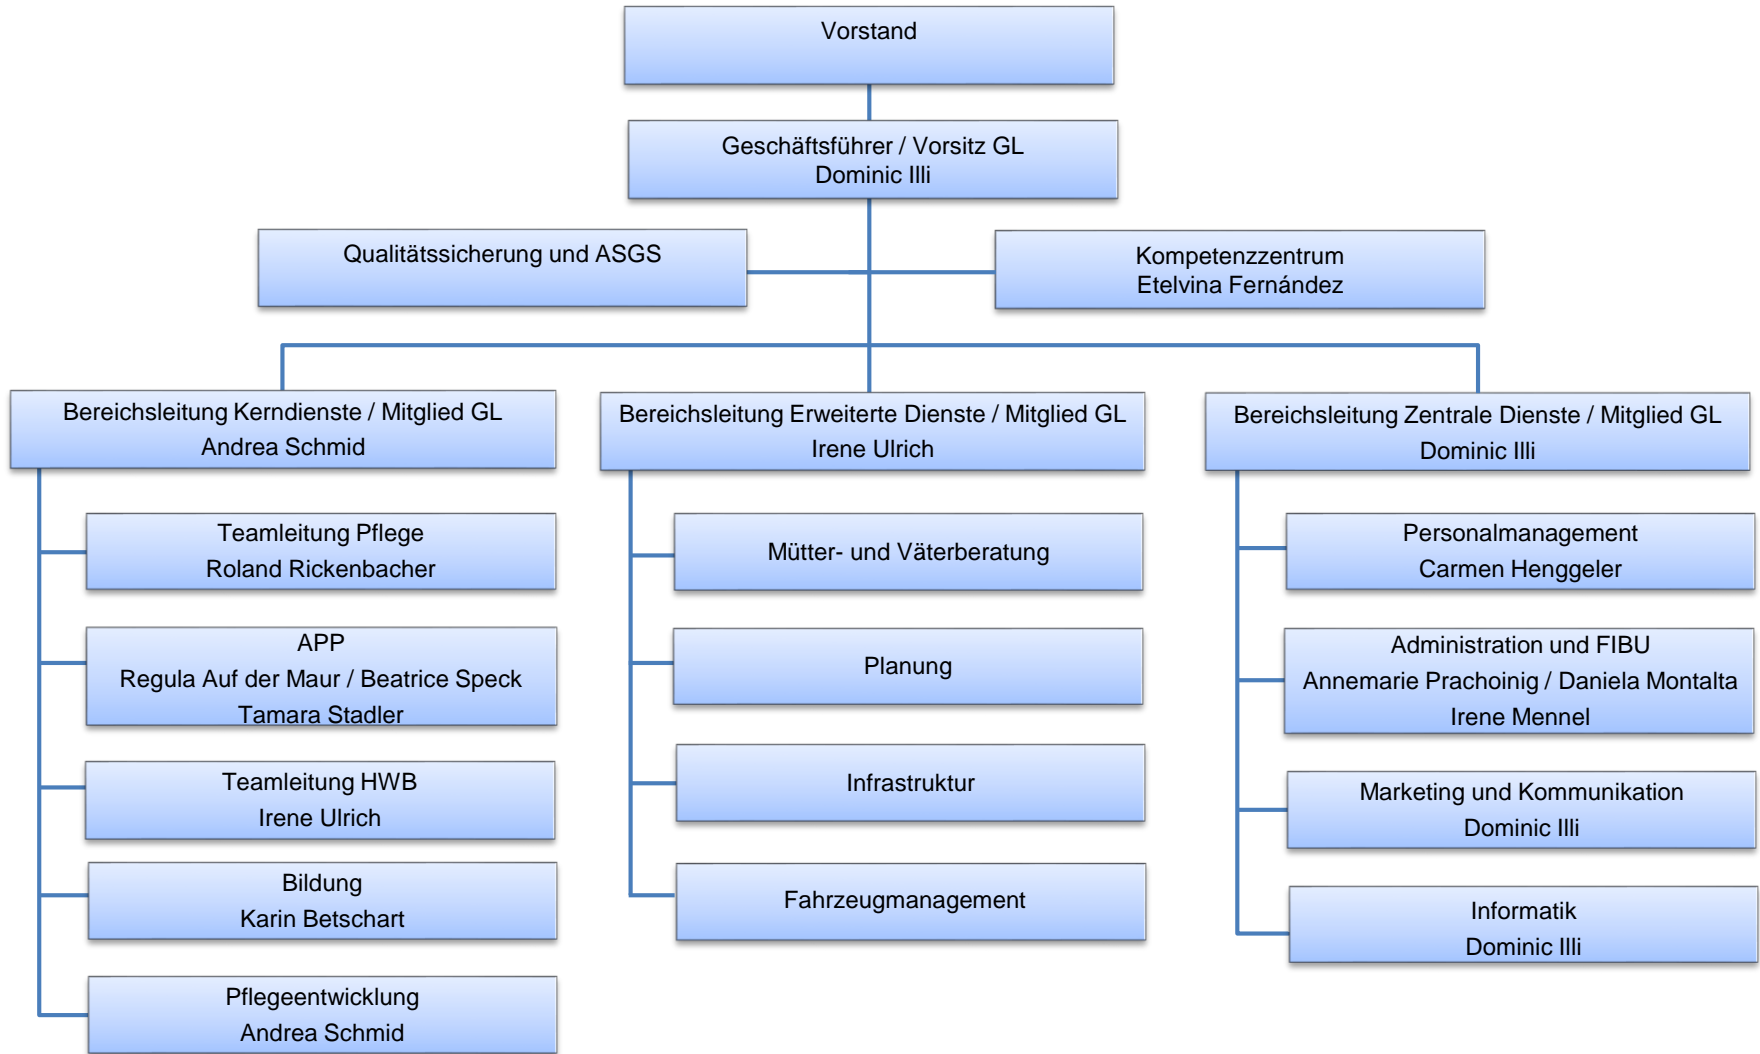 Vorstand
Geschäftsführer / Vorsitz GL
Dominic Illi
Qualitätssicherung und ASGS
Kompetenzzentrum
Etelvina Fernández
Bereichsleitung Kerndienste / Mitglied GL
Andrea Schmid
Teamleitung Pflege
Roland Rickenbacher
APP
Regula Auf der Maur / Beatrice Speck
Tamara Stadler
Teamleitung HWB
Irene Ulrich
Bildung
Karin Betschart
Pflegeentwicklung
Andrea Schmid
Bereichsleitung Erweiterte Dienste / Mitglied GL
Irene Ulrich
Mütter- und Väterberatung
Planung
Infrastruktur
Fahrzeugmanagement
Bereichsleitung Zentrale Dienste / Mitglied GL
Dominic Illi
Personalmanagement
Carmen Henggeler
Administration und FIBU
Annemarie Prachoinig / Daniela Montalta
Irene Mennel
Marketing und Kommunikation
Dominic Illi
Informatik
Dominic Illi